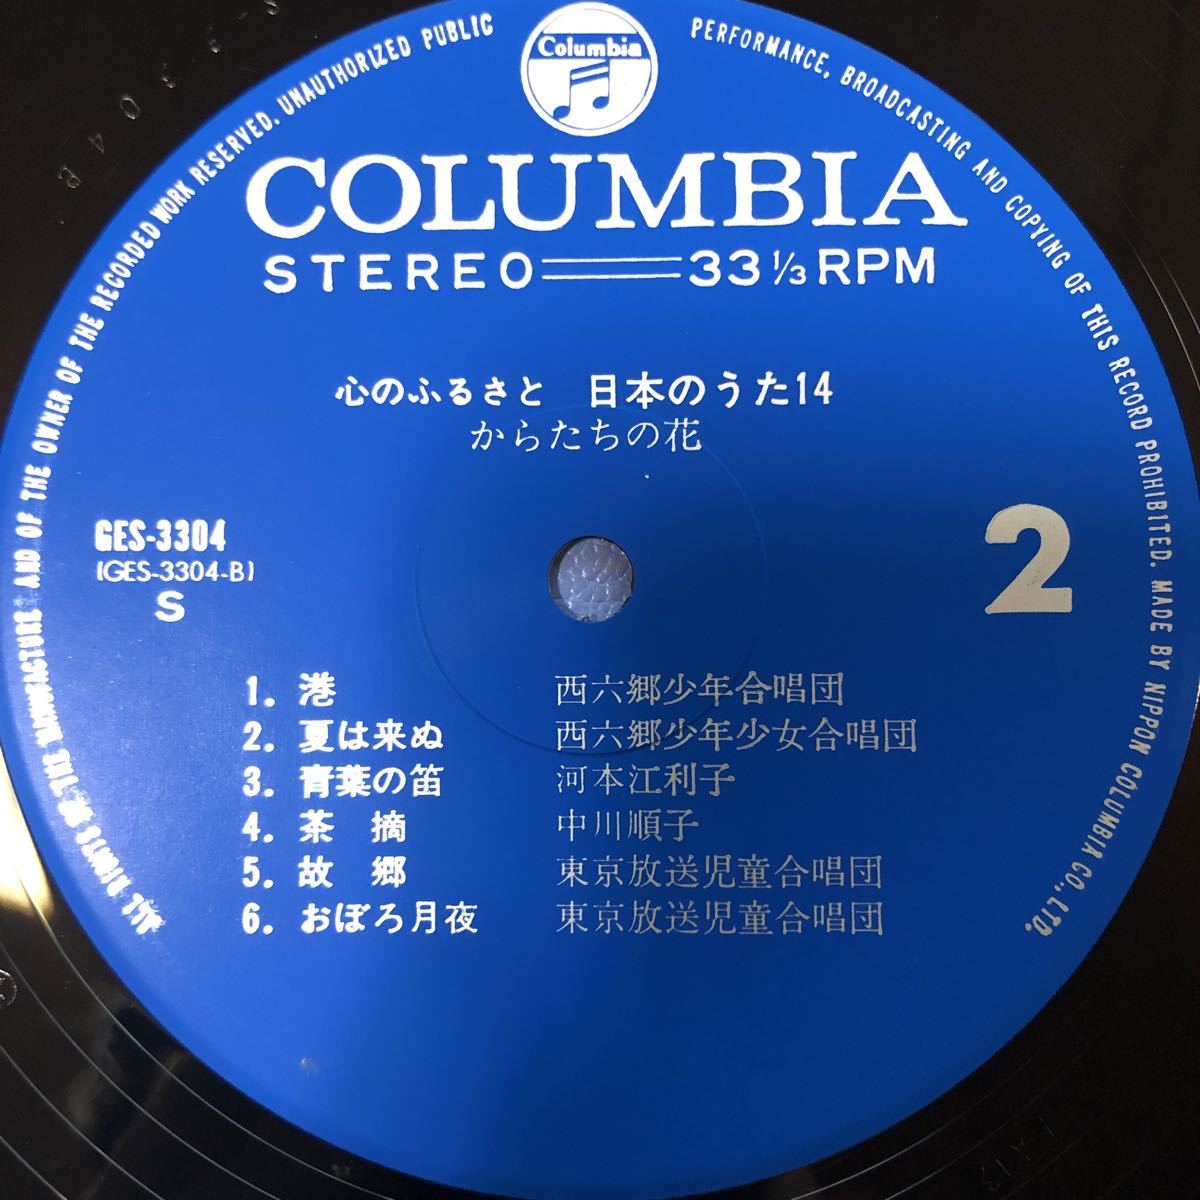 ALL RIGHTS OF THE MANUFACTURE AND OF THE OWNER OF THE RECORDED WORK RESERVED. UNAUTHORIZED PUBLIC PERFORMANCE, BROADCASTING AND COPYING OF THIS RECORD PROHIBITED. MADE BY NIPPON COLUMBIA CO., LTD.
Columbia
COLUMBIA
STEREO 33 1/3 RPM
心のふるさと 日本のうた14
からたちの花
GES-3304
(GES-3304-B)
S
2
1. 港 西六郷少年合唱団
2. 夏は来ぬ 西六郷少年少女合唱団
3. 青葉の笛 河本江利子
4. 茶 摘 中川順子
5. 故 郷 東京放送児童合唱団
6. おぼろ月夜 東京放送児童合唱団